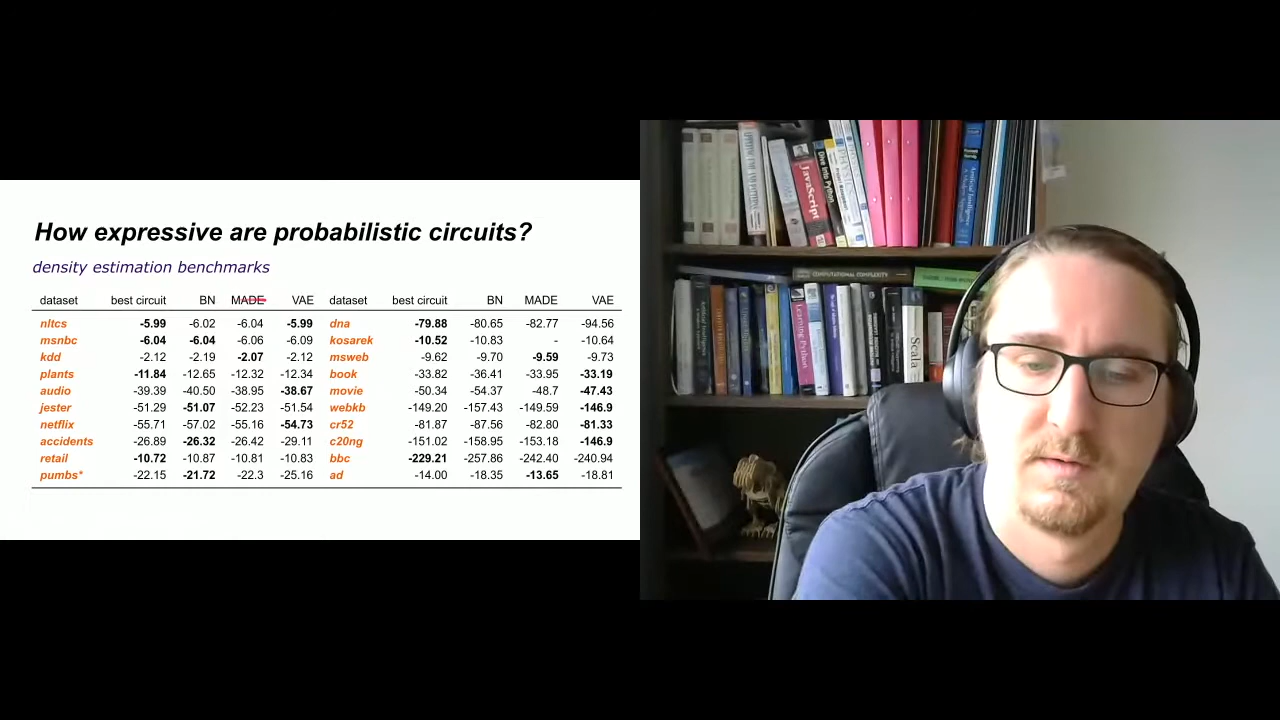 How expressive are probabilistic circuits?
density estimation benchmarks
dataset best circuit BN MADE VAE dataset best circuit BN MADE VAE
nltcs -5.99 -6.02 -6.04 -5.99 dna -79.88 -80.65 -82.77 -94.56
msnbc -6.04 -6.04 -6.06 -6.09 kosarek -10.52 -10.83 - -10.64
kdd -2.12 -2.19 -2.07 -2.12 msweb -9.62 -9.70 -9.59 -9.73
plants -11.84 -12.65 -12.32 -12.34 book -33.82 -36.41 -33.95 -33.19
audio -39.39 -40.50 -38.95 -38.67 movie -50.34 -54.37 -48.7 -47.43
jester -51.29 -51.07 -52.23 -51.54 webkb -149.20 -157.43 -149.59 -146.9
netflix -55.71 -57.02 -55.16 -54.73 cr52 -81.87 -87.56 -82.80 -81.33
accidents -26.89 -26.32 -26.42 -29.11 c20ng -151.02 -158.95 -153.18 -146.9
retail -10.72 -10.87 -10.81 -10.83 bbc -229.21 -257.86 -242.40 -240.94
pumbs* -22.15 -21.72 -22.3 -25.16 ad -14.00 -18.35 -13.65 -18.81
JavaScript
Dive Into Python
COMPUTATIONAL COMPLEXITY
Learning Python
Scala